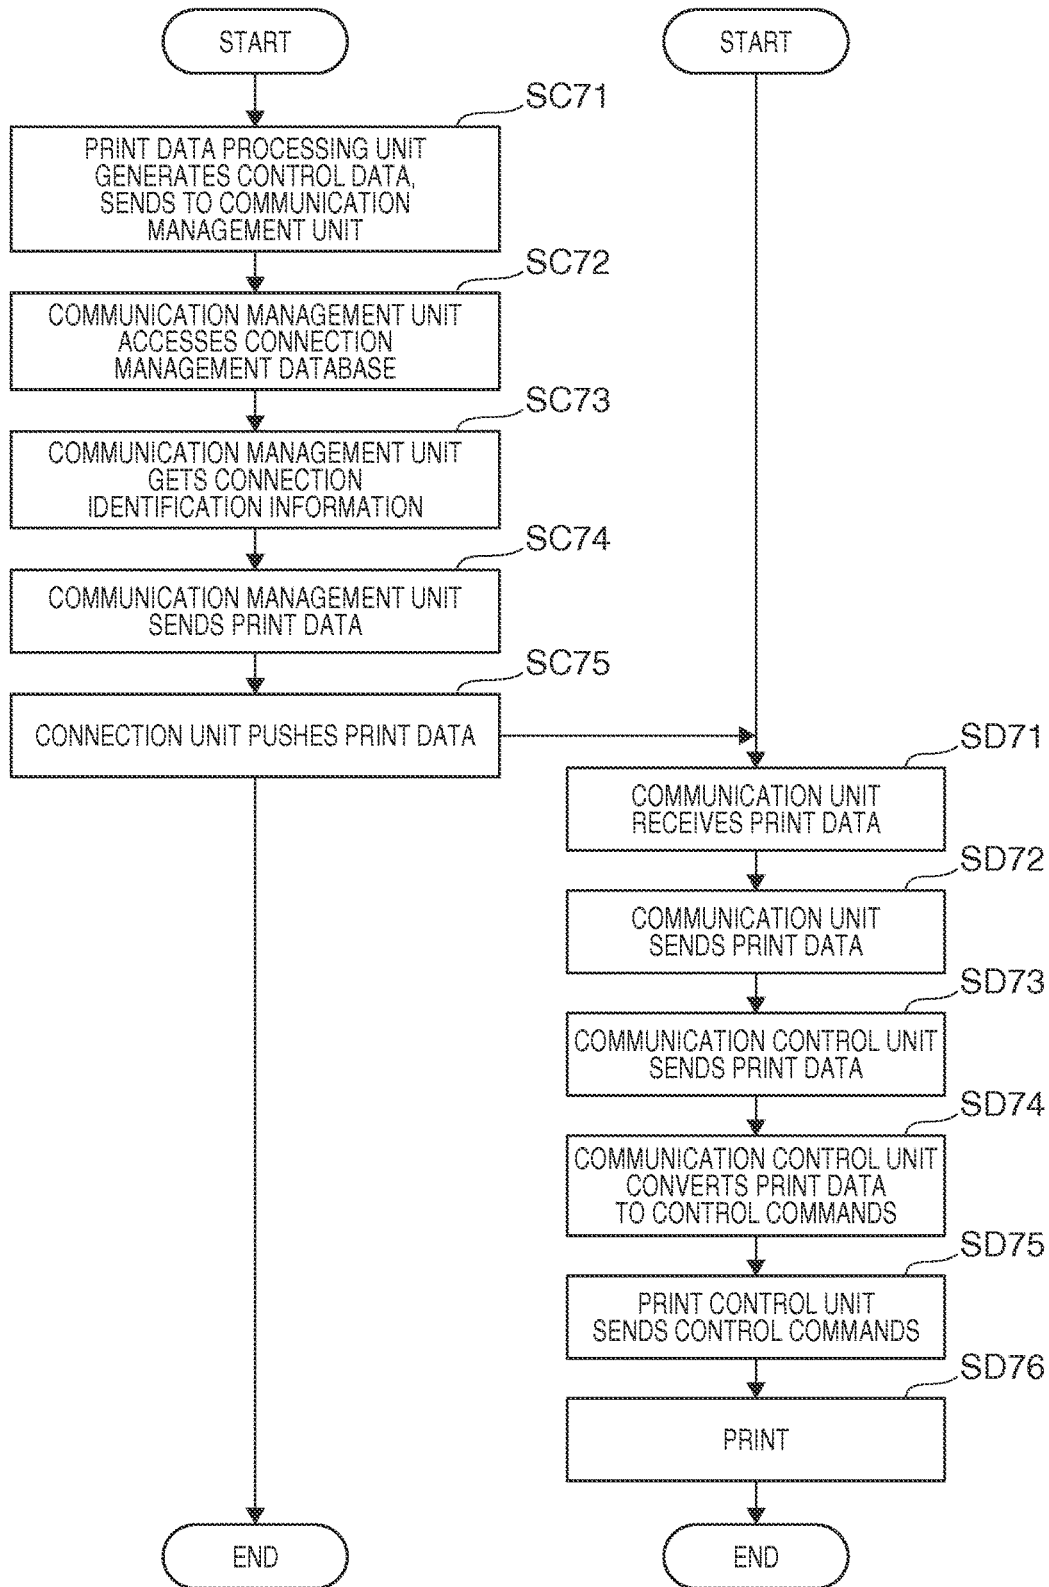 START
SC71
PRINT DATA PROCESSING UNIT
GENERATES CONTROL DATA,
SENDS TO COMMUNICATION
MANAGEMENT UNIT
SC72
COMMUNICATION MANAGEMENT UNIT
ACCESSES CONNECTION
MANAGEMENT DATABASE
SC73
COMMUNICATION MANAGEMENT UNIT
GETS CONNECTION
IDENTIFICATION INFORMATION
SC74
COMMUNICATION MANAGEMENT UNIT
SENDS PRINT DATA
SC75
CONNECTION UNIT PUSHES PRINT DATA
END
START
SD71
COMMUNICATION UNIT
RECEIVES PRINT DATA
SD72
COMMUNICATION UNIT
SENDS PRINT DATA
SD73
COMMUNICATION CONTROL UNIT
SENDS PRINT DATA
SD74
COMMUNICATION CONTROL UNIT
CONVERTS PRINT DATA
TO CONTROL COMMANDS
SD75
PRINT CONTROL UNIT
SENDS CONTROL COMMANDS
SD76
PRINT
END